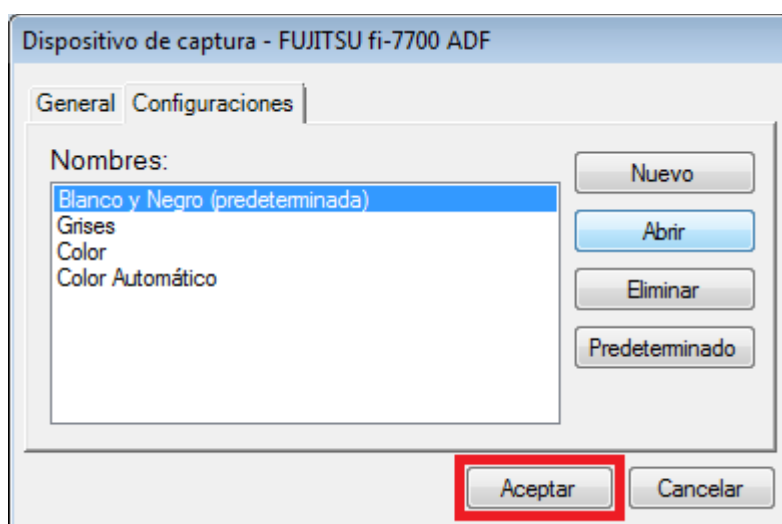 Dispositivo de captura - FUJITSU fi-7700 ADF
General Configuraciones
Nombres:
Blanco y Negro (predeterminada)
Grises
Color
Color Automático
Nuevo
Abrir
Eliminar
Predeterminado
Aceptar Cancelar